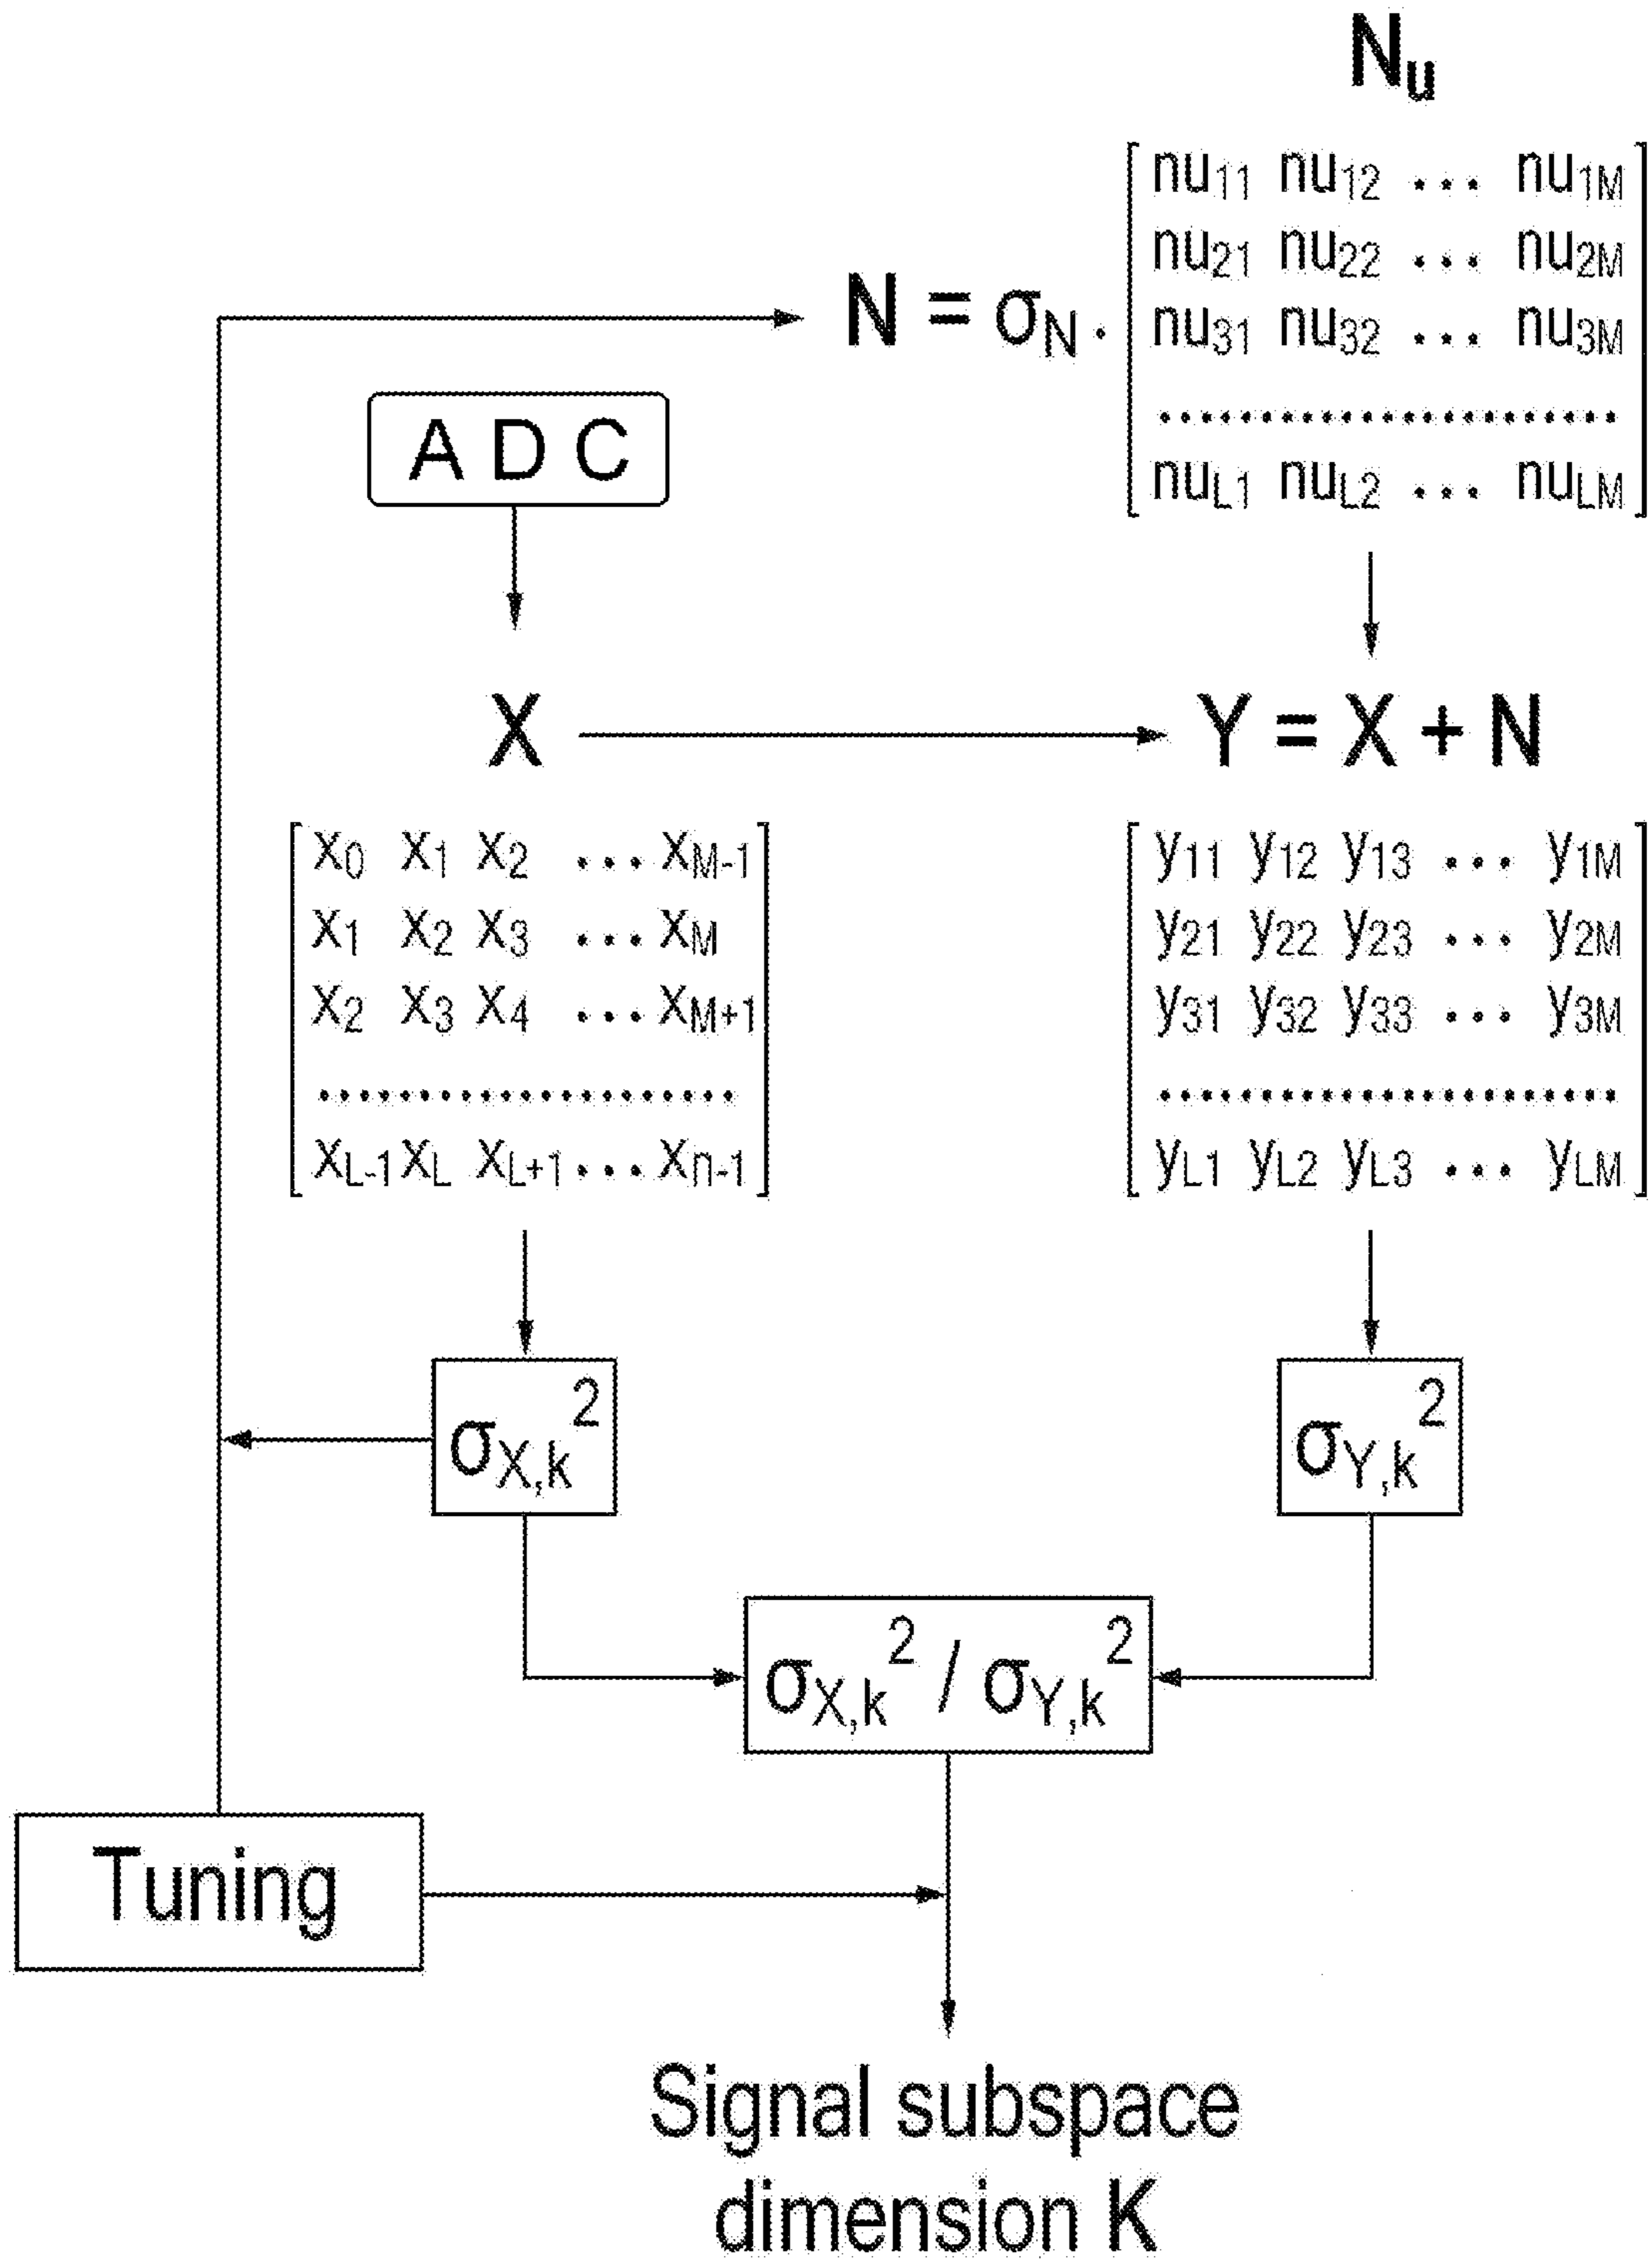 Nu
nu11 nu12 ... nu1M
nu21 nu22 ... nu2M
N = σN . nu31 nu32 ... nu3M
........................
A D C
nuL1 nuL2 ... nuLM
X
Y = X + N
x0 x1 x2 ... xM-1
x1 x2 x3 ... xM
x2 x3 x4 ... xM+1
........................
xL-1 xL xL+1 ... xn-1
y11 y12 y13 ... y1M
y21 y22 y23 ... y2M
y31 y32 y33 ... y3M
........................
yL1 yL2 yL3 ... yLM
σX,k²
σY,k²
σX,k² / σY,k²
Tuning
Signal subspace
dimension K